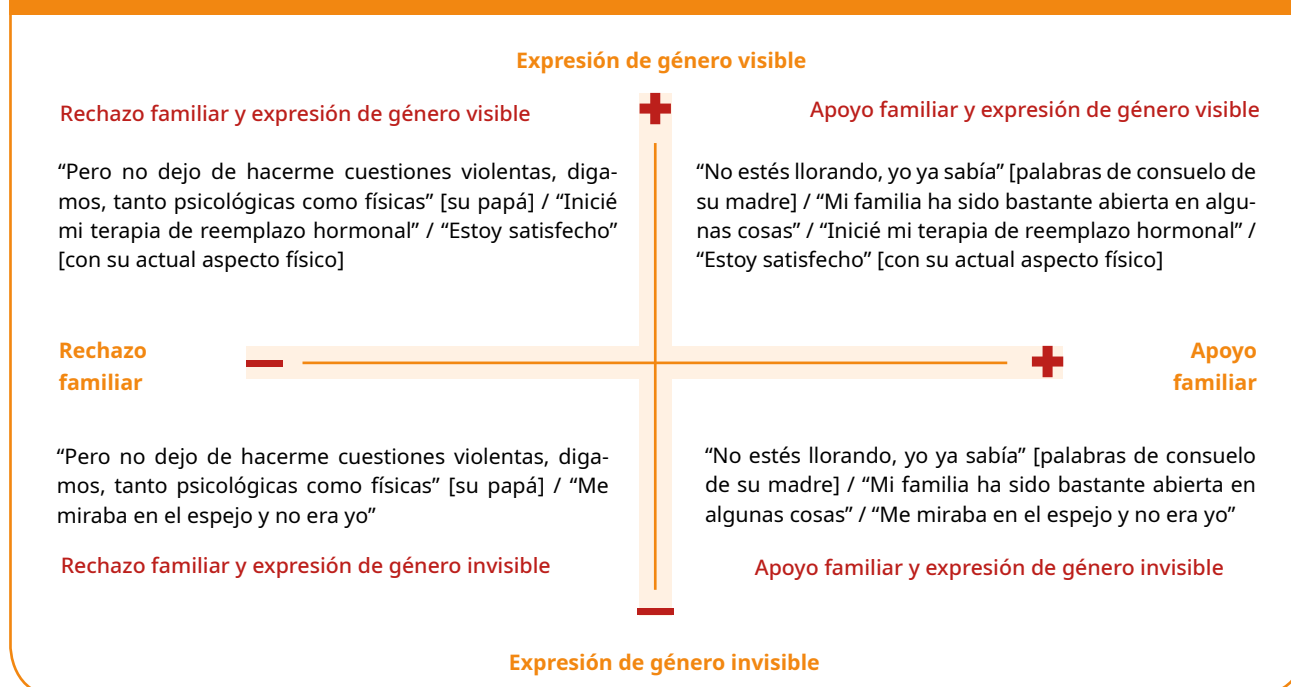 Expresión de género visible
Rechazo familiar y expresión de género visible
“Pero no dejo de hacerme cuestiones violentas, diga-
mos, tanto psicológicas como físicas” [su papá] / “Inicié
mi terapia de reemplazo hormonal” / “Estoy satisfecho”
[con su actual aspecto físico]
Apoyo familiar y expresión de género visible
“No estés llorando, yo ya sabía” [palabras de consuelo de
su madre] / “Mi familia ha sido bastante abierta en algu-
nas cosas” / “Inicié mi terapia de reemplazo hormonal” /
“Estoy satisfecho” [con su actual aspecto físico]
Rechazo
familiar
Apoyo
familiar
“Pero no dejo de hacerme cuestiones violentas, diga-
mos, tanto psicológicas como físicas” [su papá] / “Me
miraba en el espejo y no era yo”
Rechazo familiar y expresión de género invisible
“No estés llorando, yo ya sabía” [palabras de consuelo
de su madre] / “Mi familia ha sido bastante abierta en
algunas cosas” / “Me miraba en el espejo y no era yo”
Apoyo familiar y expresión de género invisible
Expresión de género invisible